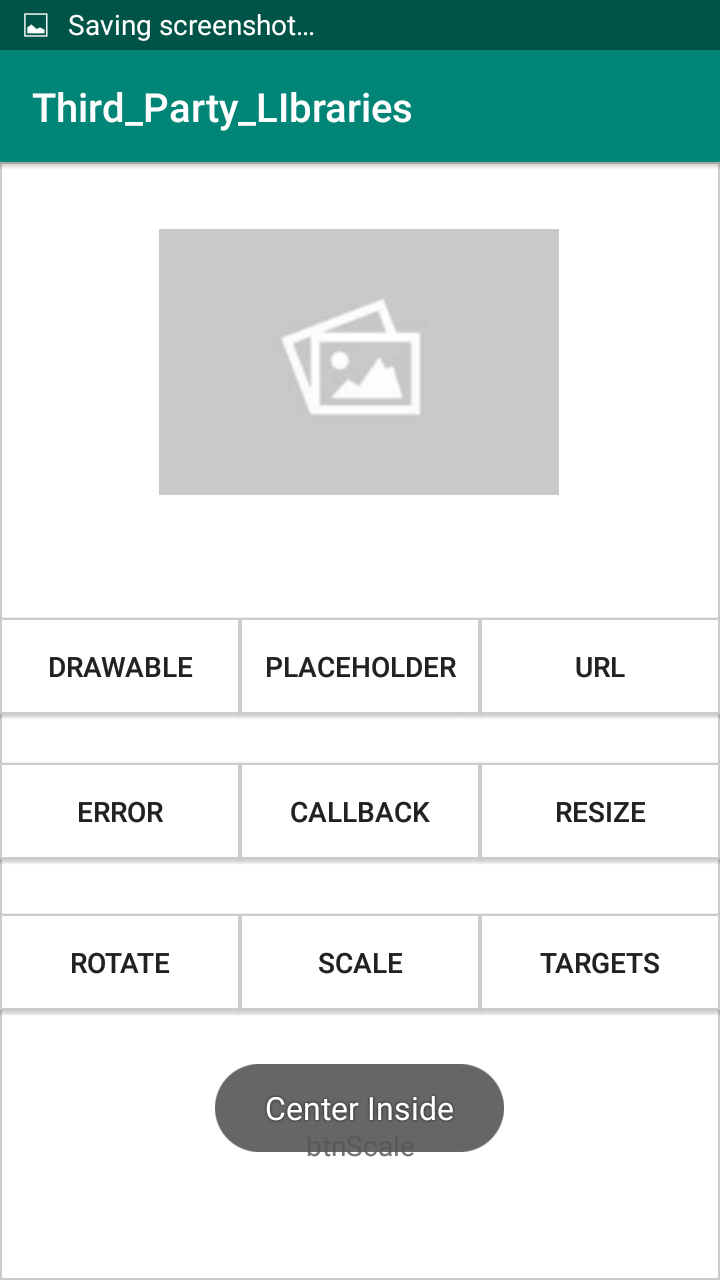 Saving screenshot...
Third_Party_LIbraries
DRAWABLE
PLACEHOLDER
URL
ERROR
CALLBACK
RESIZE
ROTATE
SCALE
TARGETS
Center Inside
btnScale